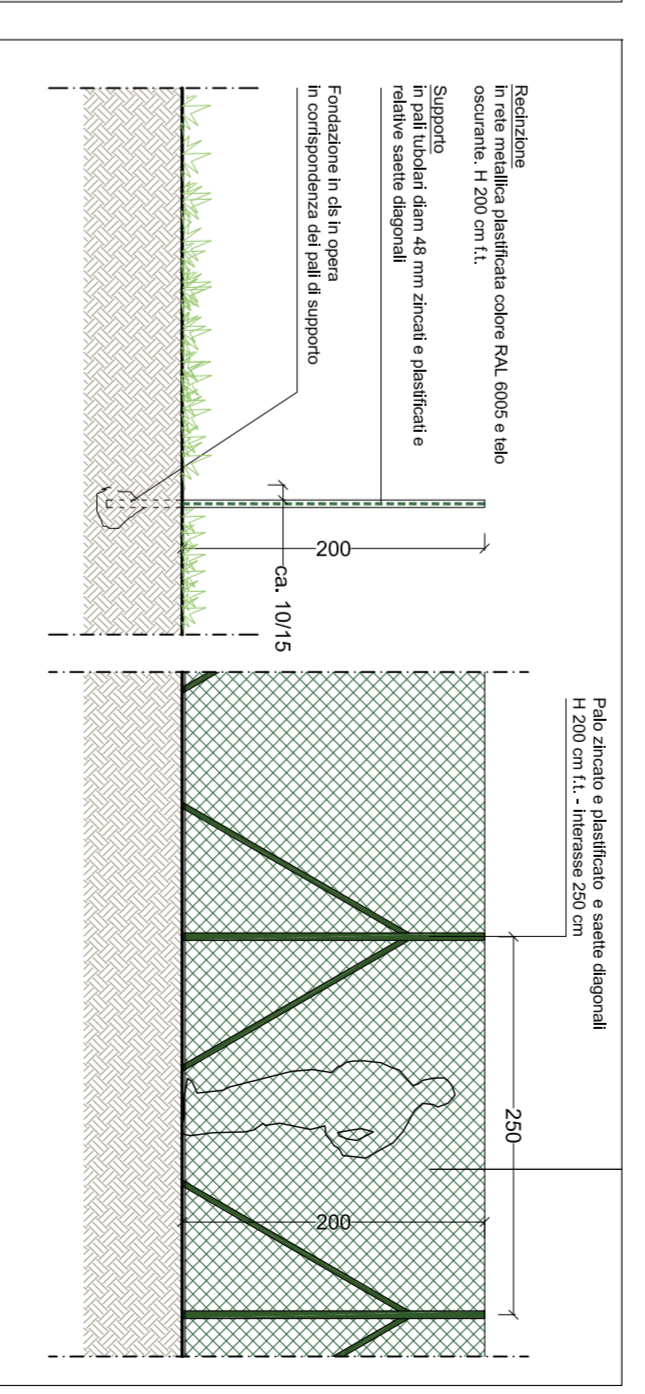 Recinzione
in rete metallica plastificata colore RAL 6005 e telo
oscurante. H 200 cm f.t.
Supporto
in pali tubolari diam 48 mm zincati e plastificati e
relative saette diagonali
Fondazione in cls in opera
in corrispondenza dei pali di supporto
200
ca. 10/15
Palo zincato e plastificato e saette diagonali
H 200 cm f.t. - interasse 250 cm
250
200